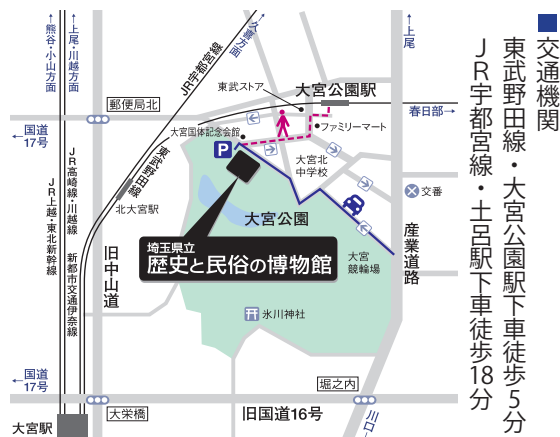 ■交通機関
東武野田線・大宮公園駅下車徒歩5分
JR宇都宮線・土呂駅下車徒歩18分
↑上尾・川越方面
↑熊谷・小山方面
↑久喜方面
↑上尾
JR宇都宮線
東武ストア
大宮公園駅
郵便局北
春日部→
←国道17号
大宮国体記念会館
ファミリーマート
P
大宮北中学校
東武野田線
JR高崎線・川越線
JR上越・東北新幹線
新都市交通伊奈線
北大宮駅
交番
大宮公園
埼玉県立
歴史と民俗の博物館
旧中山道
大宮競輪場
産業道路
氷川神社
←国道17号
堀之内
大宮駅
大栄橋
旧国道16号
川口